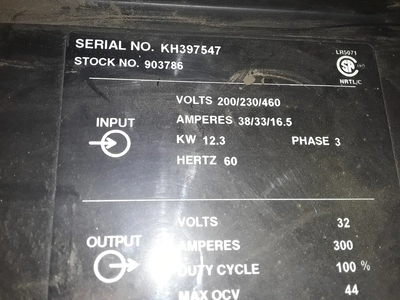 SERIAL NO. KH397547
STOCK NO. 903786
LR5071
NRTL/C
VOLTS 200/230/460
INPUT
AMPERES 38/33/16.5
KW 12.3 PHASE 3
HERTZ 60
VOLTS 32
OUTPUT
AMPERES 300
DUTY CYCLE 100 %
MAX OCV 44